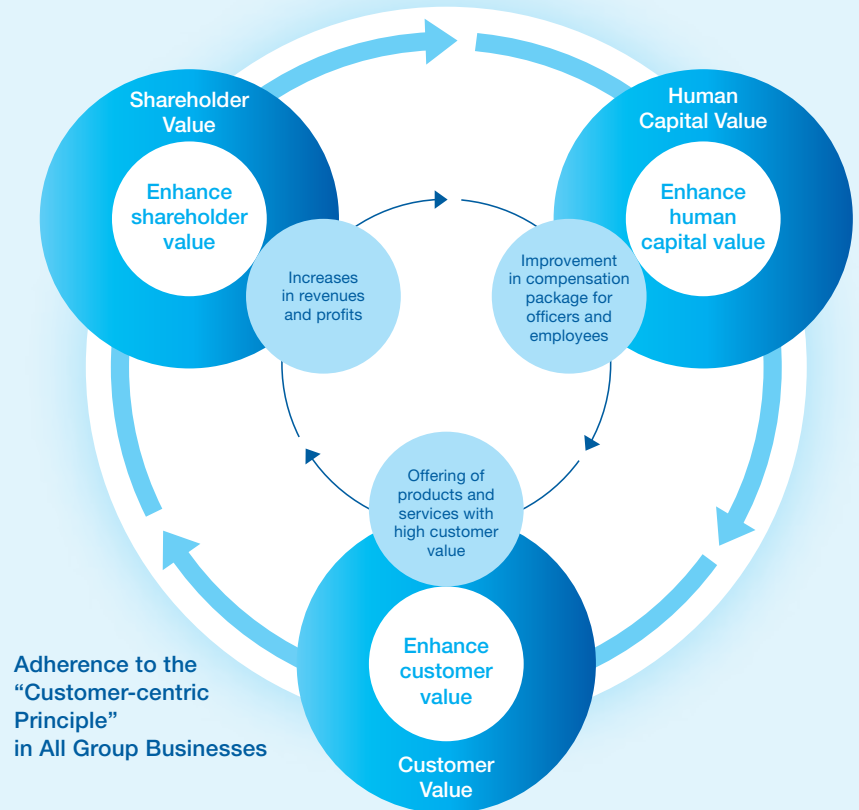 Shareholder
Value
Enhance
shareholder
value
Increases
in revenues
and profits
Human
Capital Value
Enhance
human
capital value
Improvement
in compensation
package for
officers and
employees
Offering of
products and
services with
high customer
value
Enhance
customer
value
Customer
Value
Adherence to the
“Customer-centric
Principle”
in All Group Businesses